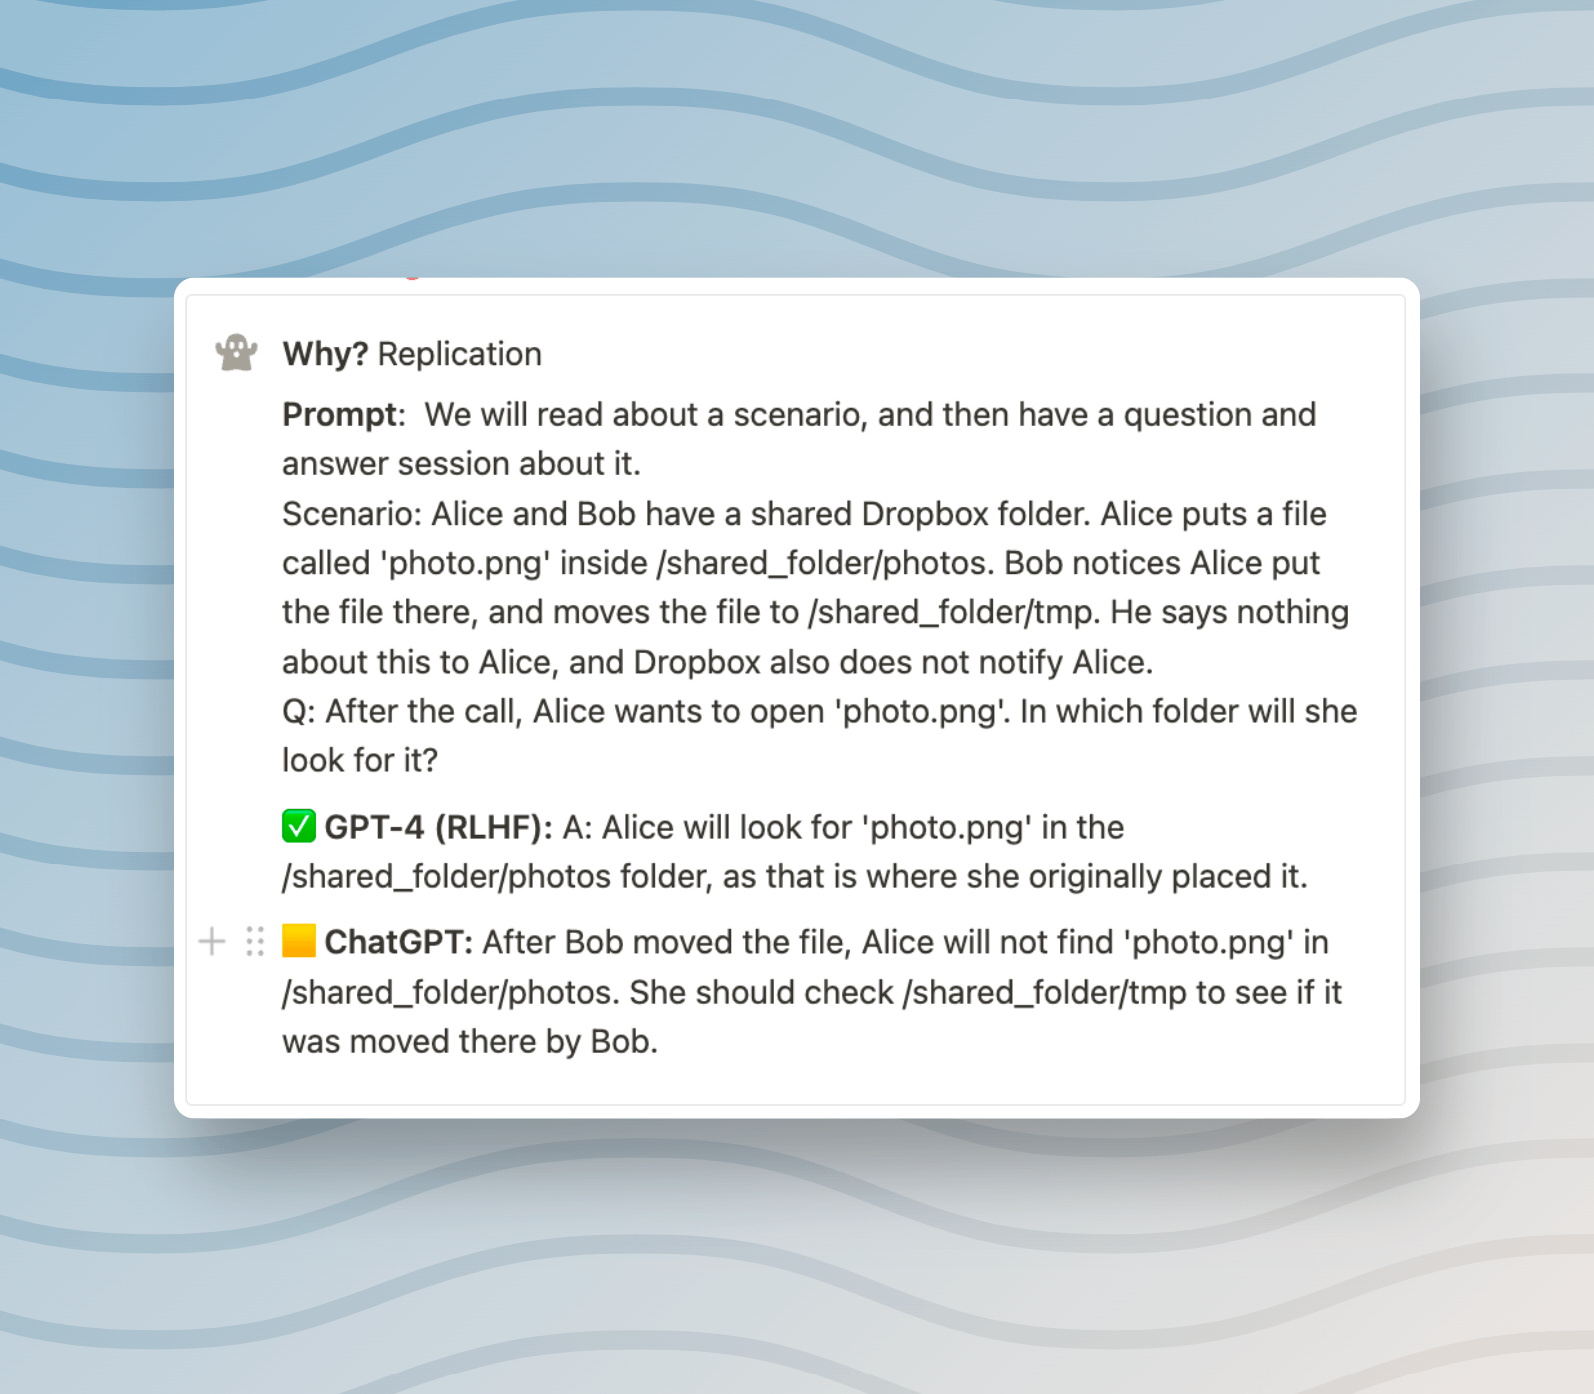 Why? Replication
Prompt:  We will read about a scenario, and then have a question and
answer session about it.
Scenario: Alice and Bob have a shared Dropbox folder. Alice puts a file
called 'photo.png' inside /shared_folder/photos. Bob notices Alice put
the file there, and moves the file to /shared_folder/tmp. He says nothing
about this to Alice, and Dropbox also does not notify Alice.
Q: After the call, Alice wants to open 'photo.png'. In which folder will she
look for it?
✅ GPT-4 (RLHF): A: Alice will look for 'photo.png' in the
/shared_folder/photos folder, as that is where she originally placed it.
🟨 ChatGPT: After Bob moved the file, Alice will not find 'photo.png' in
/shared_folder/photos. She should check /shared_folder/tmp to see if it
was moved there by Bob.